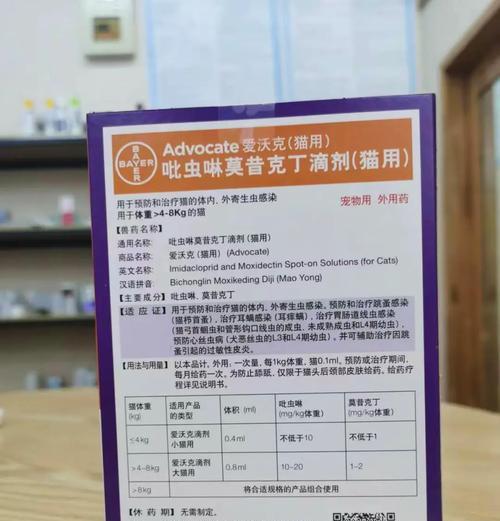 Advocate 爱沃克(猫用)
BAYER
BAYER
吡虫啉莫昔克丁滴剂(猫用)
用于预防和治疗猫的体内、外寄生虫感染
用于体重>4-8Kg的猫
宠物用 外用药
【兽药名称】
通用名称: 吡虫啉莫昔克丁滴剂(猫用)
商品名称: 爱沃克(猫用)(Advocate)
英文名称: Imidacloprid and Moxidectin Spot-on Solutions (for Cats)
汉语拼音: Bichonglin Moxikeding Diji (Mao Yong)
【主要成分】 吡虫啉、莫昔克丁
【适应证】 用于预防和治疗猫的体内、外寄生虫感染。预防和治疗跳蚤感染
(猫栉首蚤),治疗耳螨感染(耳痒螨)。治疗胃肠道线虫感染
(猫弓首蛔虫和管形钩口线虫的成虫、未成熟成虫和L4期幼虫),
预防心丝虫病(犬恶丝虫的L3和L4期幼虫)。并可辅助治疗因跳
蚤引起的过敏性皮炎。
【用法与用量】 以本品计。外用:一次量,每1kg体重,猫0.1ml。预防或治疗期间,
每月给药一次。为防止舔舐,仅限于猫头后颈部皮肤给药。给药疗
程详见说明书。
猫体重 (kg) 适用产品的类型 体积 (ml) 吡虫啉 (mg/kg体重) 莫昔克丁 (mg/kg体重)
≤4kg 爱沃克滴剂小猫用 0.4ml 不低于10 不低于1
>4~8kg 爱沃克滴剂大猫用 0.8ml 10~20 1~2
>8kg 将合适规格的产品组合使用
【休药期】 无需制定。